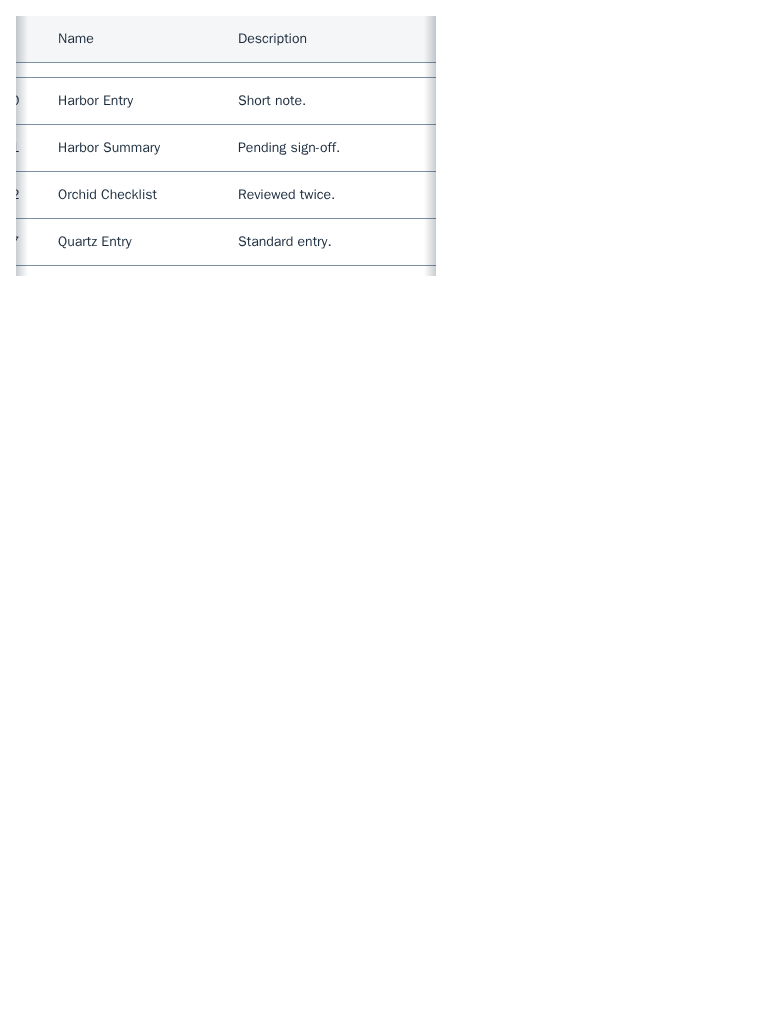 Name Description
Harbor Entry Short note.
Harbor Summary Pending sign-off.
Orchid Checklist Reviewed twice.
Quartz Entry Standard entry.